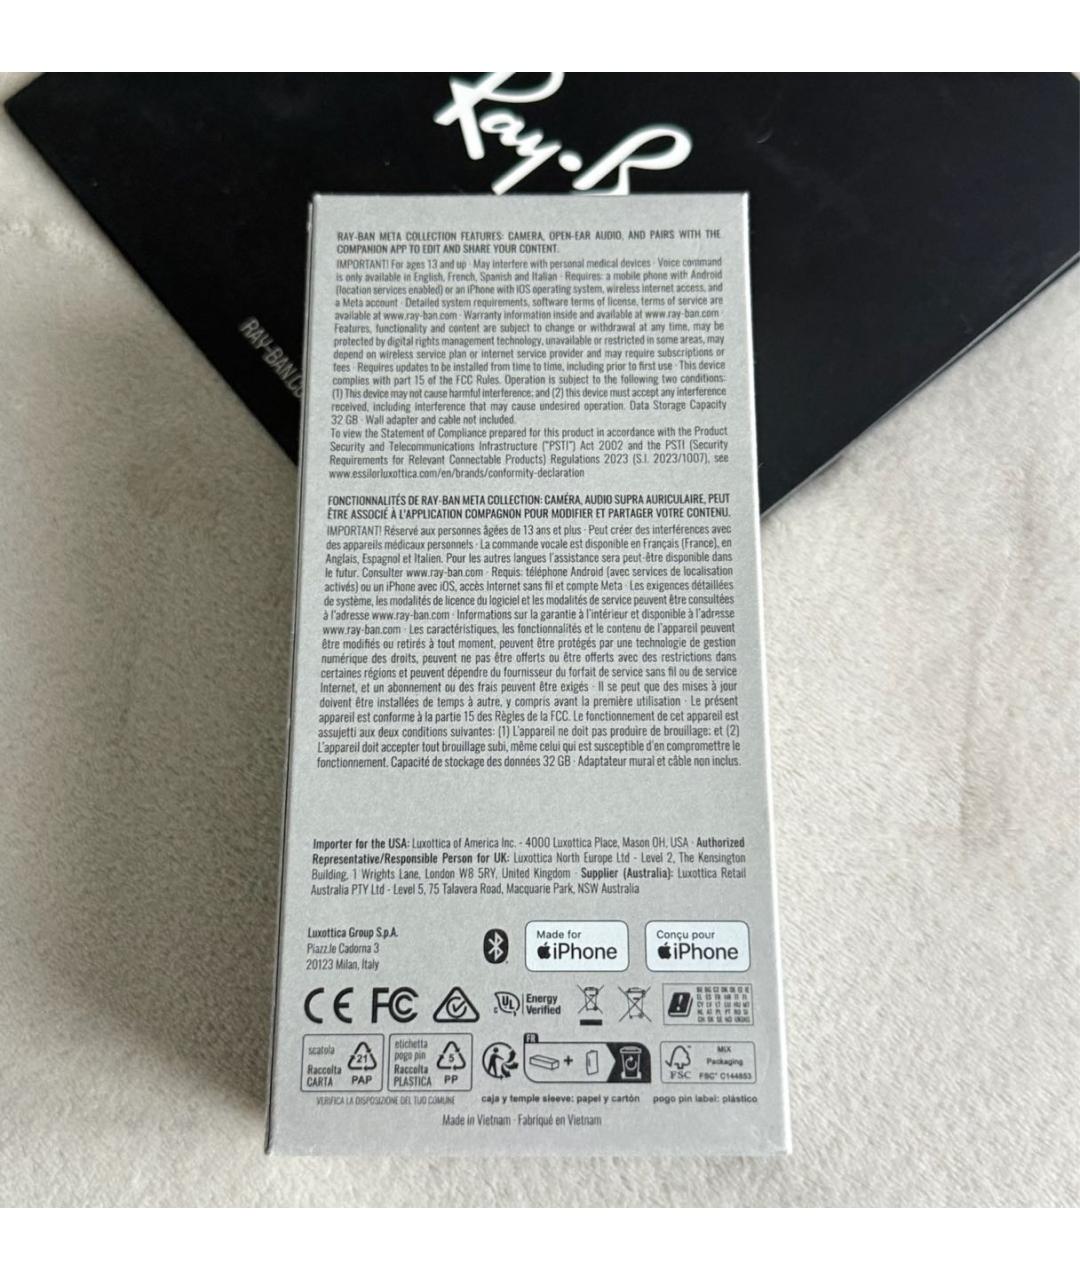 Ray-B
RAY-BAN.C
RAY-BAN META COLLECTION FEATURES: CAMERA, OPEN-EAR AUDIO, AND PAIRS WITH THE
COMPANION APP TO EDIT AND SHARE YOUR CONTENT.
IMPORTANT! For ages 13 and up · May interfere with personal medical devices · Voice command
is only available in English, French, Spanish and Italian · Requires: a mobile phone with Android
(location services enabled) or an iPhone with iOS operating system, wireless internet access, and
a Meta account · Detailed system requirements, software terms of license, terms of service are
available at www.ray-ban.com · Warranty information inside and available at www.ray-ban.com ·
Features, functionality and content are subject to change or withdrawal at any time, may be
protected by digital rights management technology, unavailable or restricted in some areas, may
depend on wireless service plan or internet service provider and may require subscriptions or
fees · Requires updates to be installed from time to time, including prior to first use · This device
complies with part 15 of the FCC Rules. Operation is subject to the following two conditions:
(1) This device may not cause harmful interference; and (2) this device must accept any interference
received, including interference that may cause undesired operation. Data Storage Capacity
32 GB · Wall adapter and cable not included.
To view the Statement of Compliance prepared for this product in accordance with the Product
Security and Telecommunications Infrastructure ("PSTI") Act 2002 and the PSTI (Security
Requirements for Relevant Connectable Products) Regulations 2023 (S.I. 2023/1007), see
www.essilorluxottica.com/en/brands/conformity-declaration
FONCTIONNALITÉS DE RAY-BAN META COLLECTION: CAMÉRA, AUDIO SUPRA AURICULAIRE, PEUT
ÊTRE ASSOCIÉ À L'APPLICATION COMPAGNON POUR MODIFIER ET PARTAGER VOTRE CONTENU.
IMPORTANT! Réservé aux personnes âgées de 13 ans et plus · Peut créer des interférences avec
des appareils médicaux personnels · La commande vocale est disponible en Français (France), en
Anglais, Espagnol et Italien. Pour les autres langues l'assistance sera peut-être disponible dans
le futur. Consulter www.ray-ban.com · Requis: téléphone Android (avec services de localisation
activés) ou un iPhone avec iOS, accès Internet sans fil et compte Meta · Les exigences détaillées
de système, les modalités de licence du logiciel et les modalités de service peuvent être consultées
à l'adresse www.ray-ban.com · Informations sur la garantie à l'intérieur et disponible à l'adresse
www.ray-ban.com · Les caractéristiques, les fonctionnalités et le contenu de l'appareil peuvent
être modifiés ou retirés à tout moment, peuvent être protégés par une technologie de gestion
numérique des droits, peuvent ne pas être offerts ou être offerts avec des restrictions dans
certaines régions et peuvent dépendre du fournisseur du forfait de service sans fil ou de service
Internet, et un abonnement ou des frais peuvent être exigés · Il se peut que des mises à jour
doivent être installées de temps à autre, y compris avant la première utilisation · Le présent
appareil est conforme à la partie 15 des Règles de la FCC. Le fonctionnement de cet appareil est
assujetti aux deux conditions suivantes: (1) L'appareil ne doit pas produire de brouillage; et (2)
L'appareil doit accepter tout brouillage subi, même celui qui est susceptible d'en compromettre le
fonctionnement. Capacité de stockage des données 32 GB · Adaptateur mural et câble non inclus.
Importer for the USA: Luxottica of America Inc. - 4000 Luxottica Place, Mason OH, USA · Authorized
Representative/Responsible Person for UK: Luxottica North Europe Ltd - Level 2, The Kensington
Building, 1 Wrights Lane, London W8 5RY, United Kingdom · Supplier (Australia): Luxottica Retail
Australia PTY Ltd - Level 5, 75 Talavera Road, Macquarie Park, NSW Australia
Luxottica Group S.p.A.
Piazz.le Cadorna 3
20123 Milan, Italy
Made for
iPhone
Conçu pour
iPhone
CE FC
UL Energy
Verified
scatola
Raccolta
CARTA
21
PAP
etichetta
pogo pin
Raccolta
PLASTICA
5
PP
FR
+
FSC
MIX
Packaging
FSC® C144853
VERIFICA LA DISPOSIZIONE DEL TUO COMUNE
caja y temple sleeve: papel y cartón
pogo pin label: plástico
Made in Vietnam · Fabriqué en Vietnam